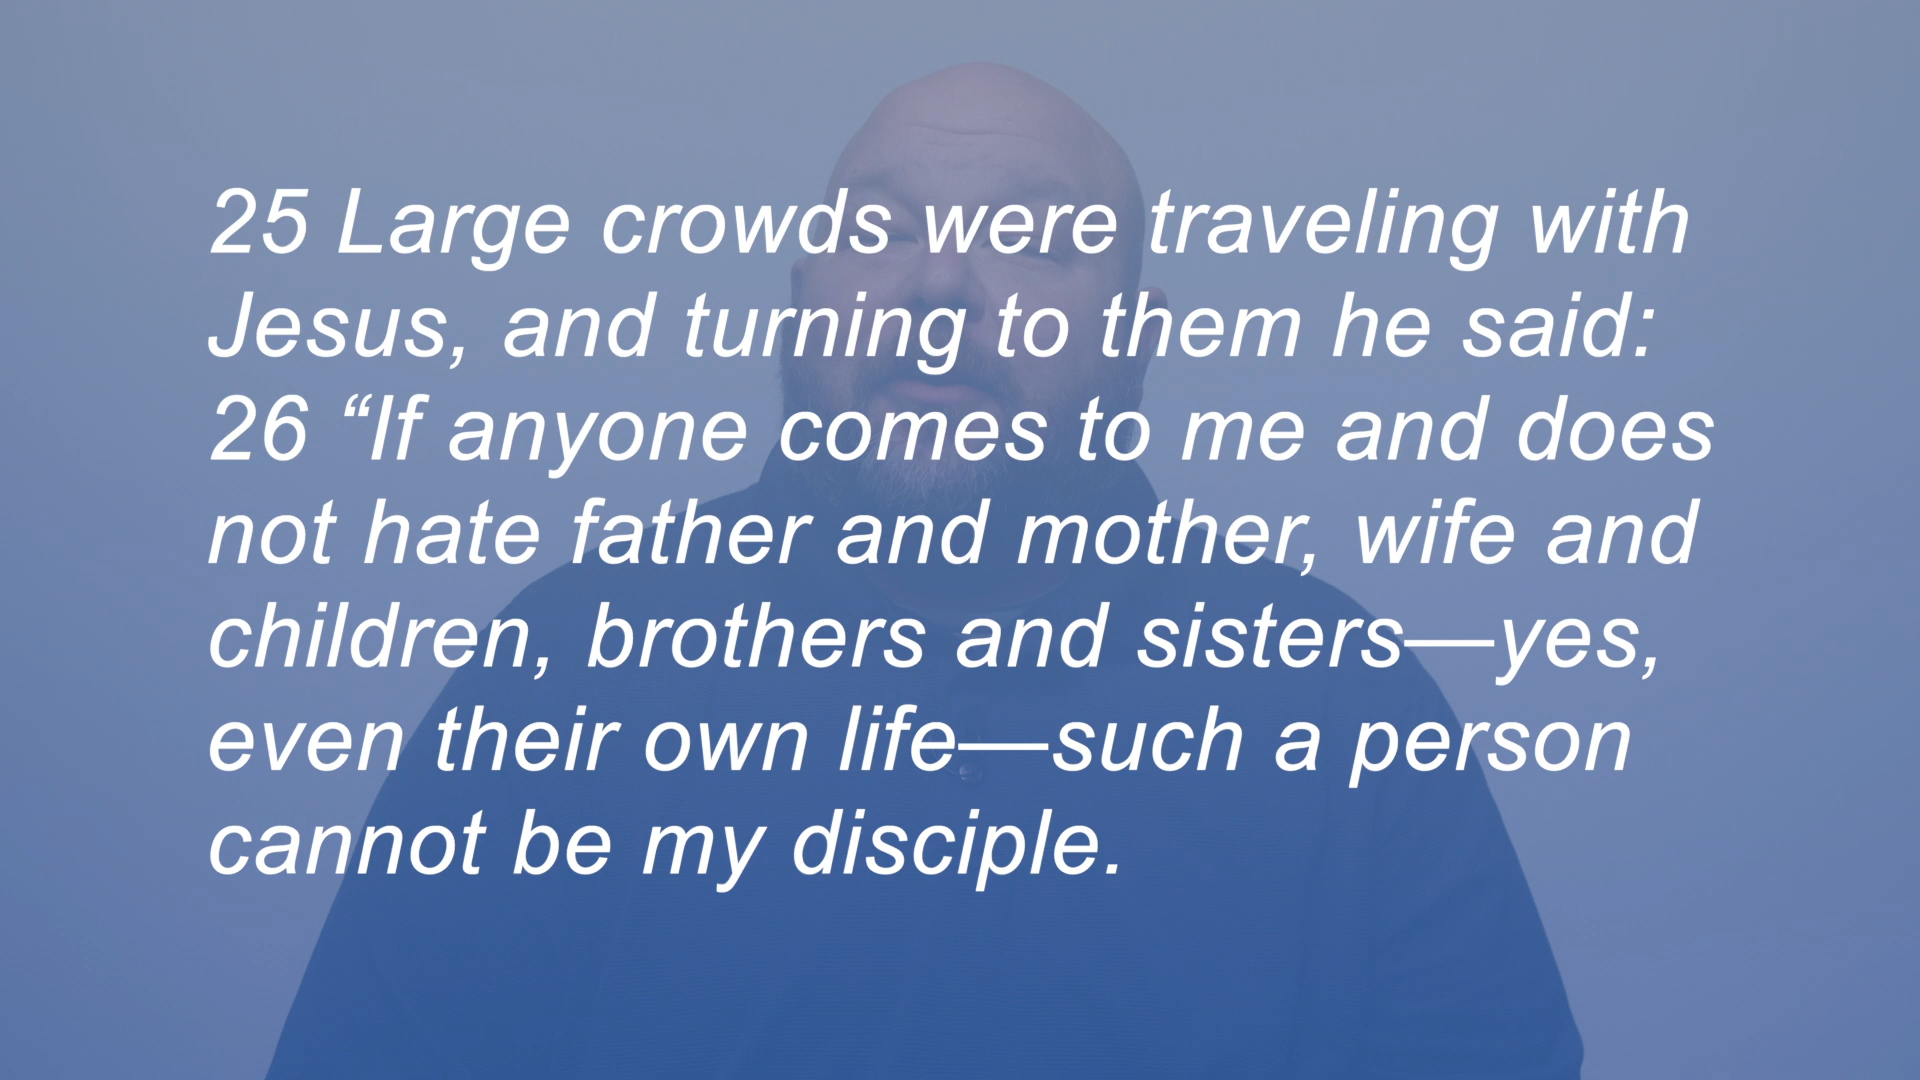 25 Large crowds were traveling with
Jesus, and turning to them he said:
26 “If anyone comes to me and does
not hate father and mother, wife and
children, brothers and sisters—yes,
even their own life—such a person
cannot be my disciple.